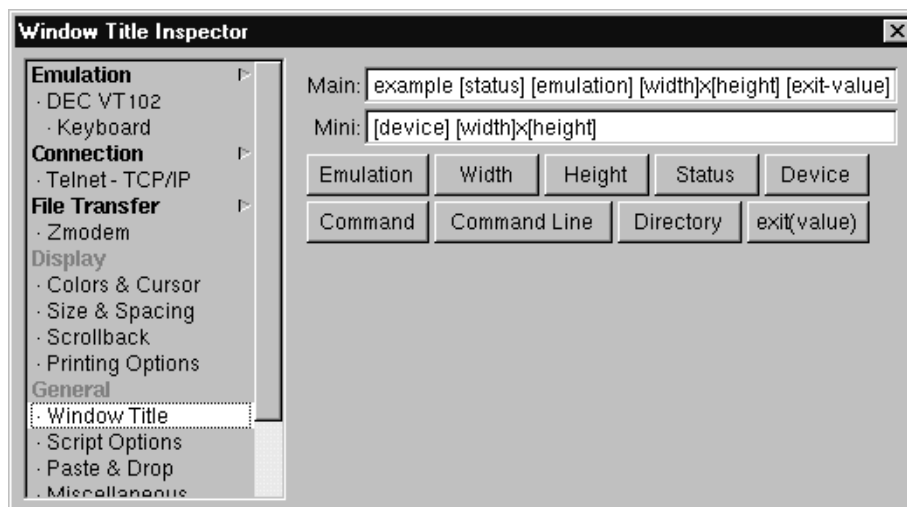 Window Title Inspector
Emulation
· DEC VT102
· Keyboard
Connection
· Telnet - TCP/IP
File Transfer
· Zmodem
Display
· Colors & Cursor
· Size & Spacing
· Scrollback
· Printing Options
General
· Window Title
· Script Options
· Paste & Drop
· Miscellaneous
Main: example [status] [emulation] [width]x[height] [exit-value]
Mini: [device] [width]x[height]
Emulation Width Height Status Device
Command Command Line Directory exit(value)